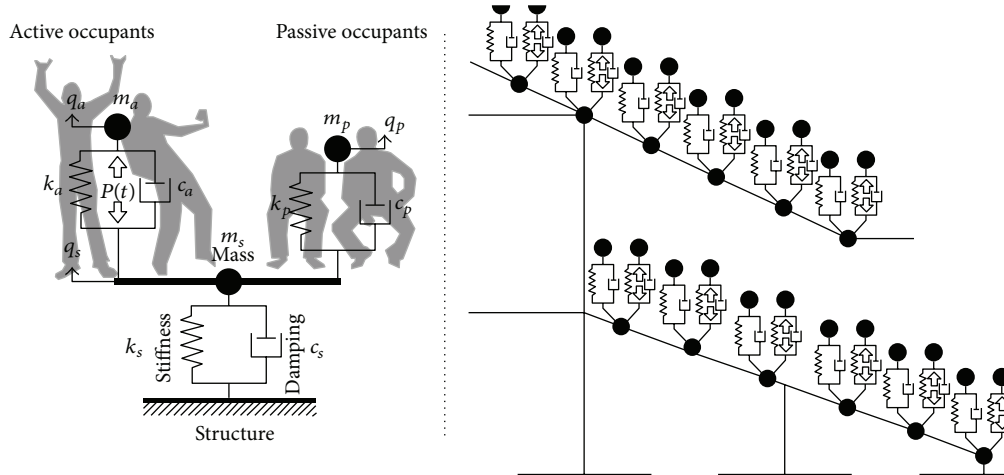 Active occupants
Passive occupants
q_a
m_a
m_p
q_p
k_a
P(t)
c_a
k_p
c_p
q_s
m_s
Mass
k_s
Stiffness
Damping
c_s
Structure